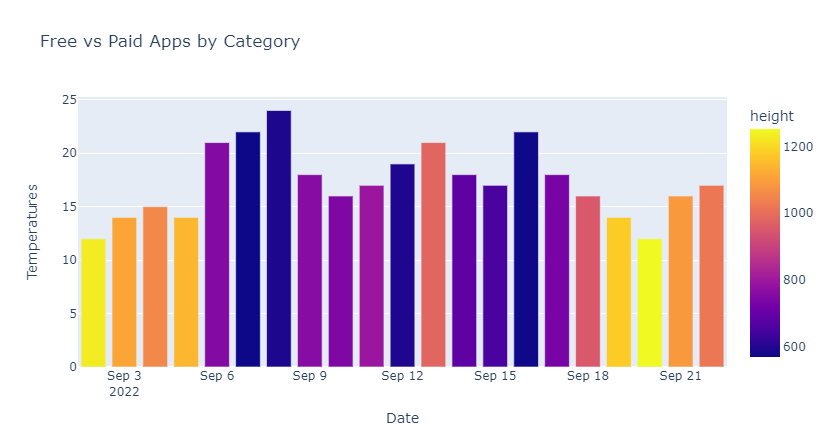 Free vs Paid Apps by Category
25
20
15
10
5
0
Temperatures
Sep 3
2022
Sep 6
Sep 9
Sep 12
Sep 15
Sep 18
Sep 21
Date
height
1200
1000
800
600